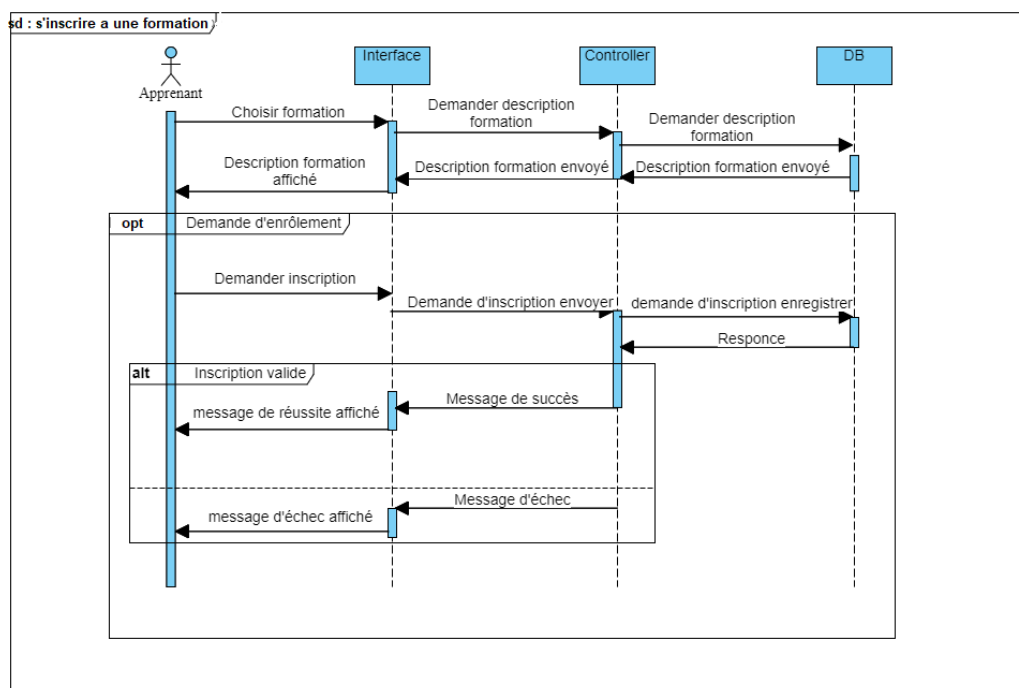 sd : s'inscrire a une formation
Interface
Controller
DB
Apprenant
Choisir formation
Demander description
formation
Demander description
formation
Description formation
affiché
Description formation envoyé
Description formation envoyé
opt
Demande d'enrôlement
Demander inscription
Demande d'inscription envoyer
demande d'inscription enregistrer
Responce
alt
Inscription valide
Message de succès
message de réussite affiché
Message d'échec
message d'échec affiché